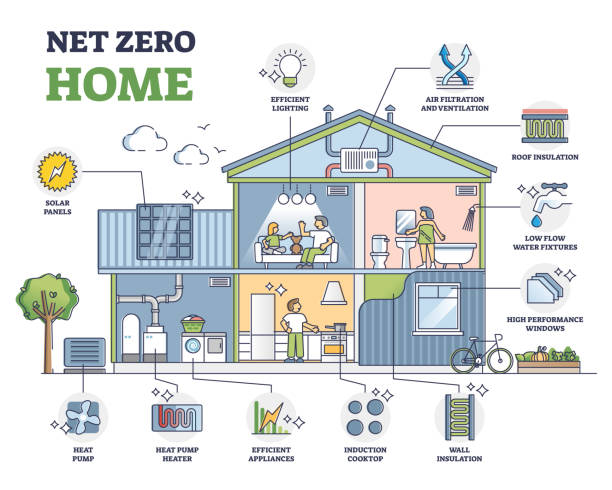 NET ZERO
HOME
EFFICIENT
LIGHTING
AIR FILTRATION
AND VENTILATION
ROOF INSULATION
SOLAR
PANELS
LOW FLOW
WATER FIXTURES
HIGH PERFORMANCE
WINDOWS
HEAT
PUMP
HEAT PUMP
HEATER
EFFICIENT
APPLIANCES
INDUCTION
COOKTOP
WALL
INSULATION